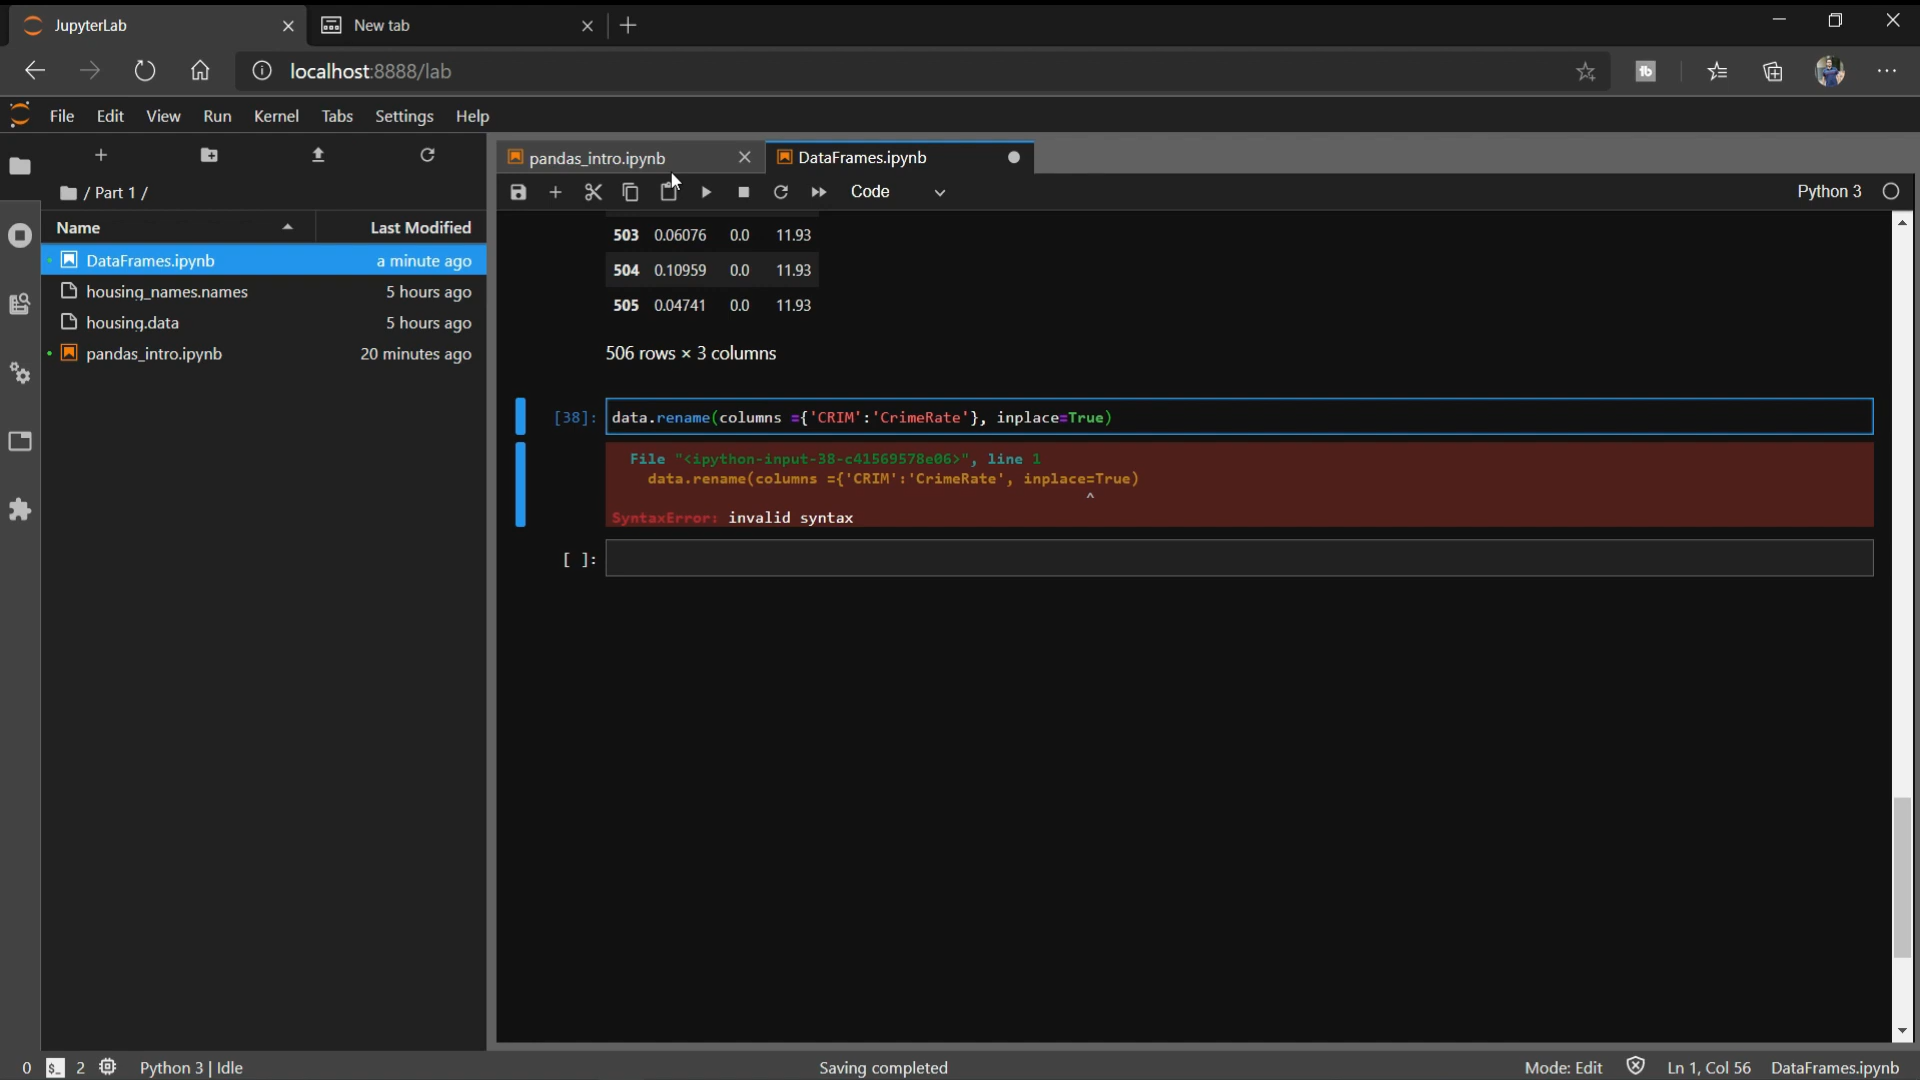 JupyterLab
New tab
localhost:8888/lab
File Edit View Run Kernel Tabs Settings Help
/ Part 1 /
Name Last Modified
DataFrames.ipynb a minute ago
housing_names.names 5 hours ago
housing.data 5 hours ago
pandas_intro.ipynb 20 minutes ago
pandas_intro.ipynb DataFrames.ipynb
Code Python 3
503 0.06076 0.0 11.93
504 0.10959 0.0 11.93
505 0.04741 0.0 11.93
506 rows × 3 columns
[38]: data.rename(columns ={'CRIM':'CrimeRate'}, inplace=True)
File "<ipython-input-38-c41569578e06>", line 1
data.rename(columns ={'CRIM':'CrimeRate', inplace=True)
^
SyntaxError: invalid syntax
[ ]:
0 $_ 2 Python 3 | Idle Saving completed Mode: Edit Ln 1, Col 56 DataFrames.ipynb